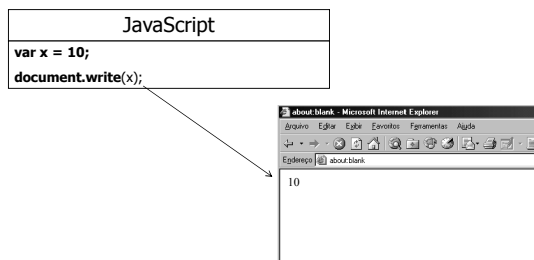 JavaScript
var x = 10;
document.write(x);
about:blank - Microsoft Internet Explorer
Arquivo Editar Exibir Favoritos Ferramentas Ajuda
Endereço about:blank
10